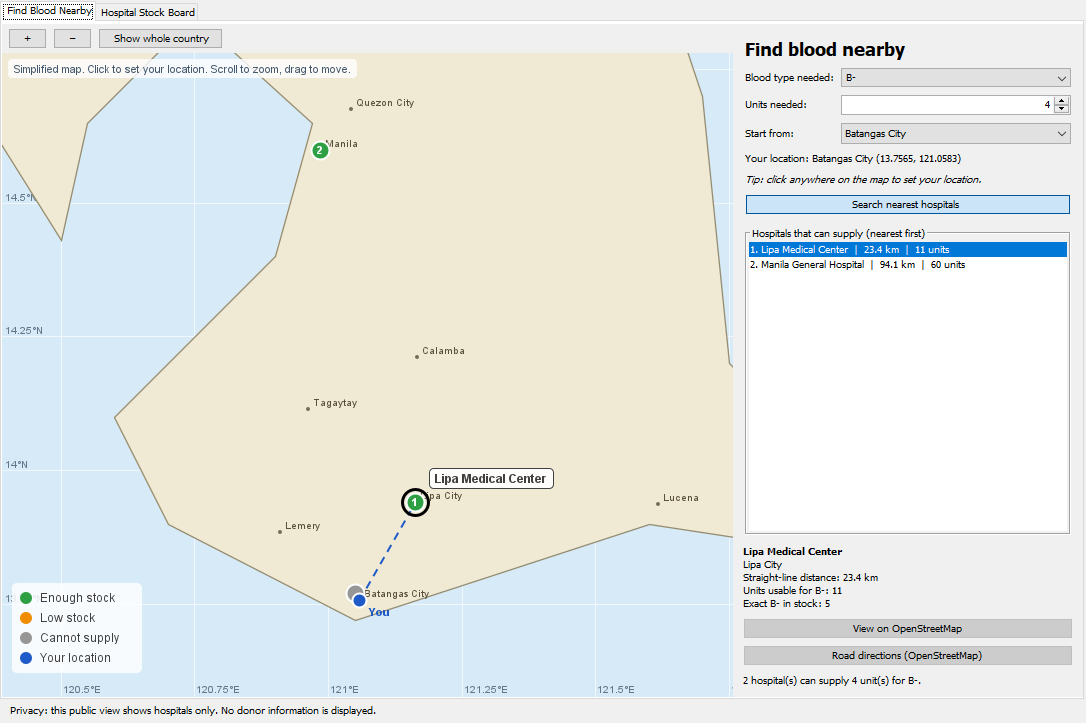 Find Blood Nearby
Hospital Stock Board
+
−
Show whole country
Simplified map. Click to set your location. Scroll to zoom, drag to move.
Quezon City
2
Manila
14.5°N
14.25°N
Calamba
Tagaytay
14°N
Lipa Medical Center
1
City
Lucena
Lemery
Batangas City
You
Enough stock
Low stock
Cannot supply
Your location
120.5°E
120.75°E
121°E
121.25°E
121.5°E
Find blood nearby
Blood type needed:
B-
Units needed:
4
Start from:
Batangas City
Your location: Batangas City (13.7565, 121.0583)
Tip: click anywhere on the map to set your location.
Search nearest hospitals
Hospitals that can supply (nearest first)
1. Lipa Medical Center | 23.4 km | 11 units
2. Manila General Hospital | 94.1 km | 60 units
Lipa Medical Center
Lipa City
Straight-line distance: 23.4 km
Units usable for B-: 11
Exact B- in stock: 5
View on OpenStreetMap
Road directions (OpenStreetMap)
2 hospital(s) can supply 4 unit(s) for B-.
Privacy: this public view shows hospitals only. No donor information is displayed.